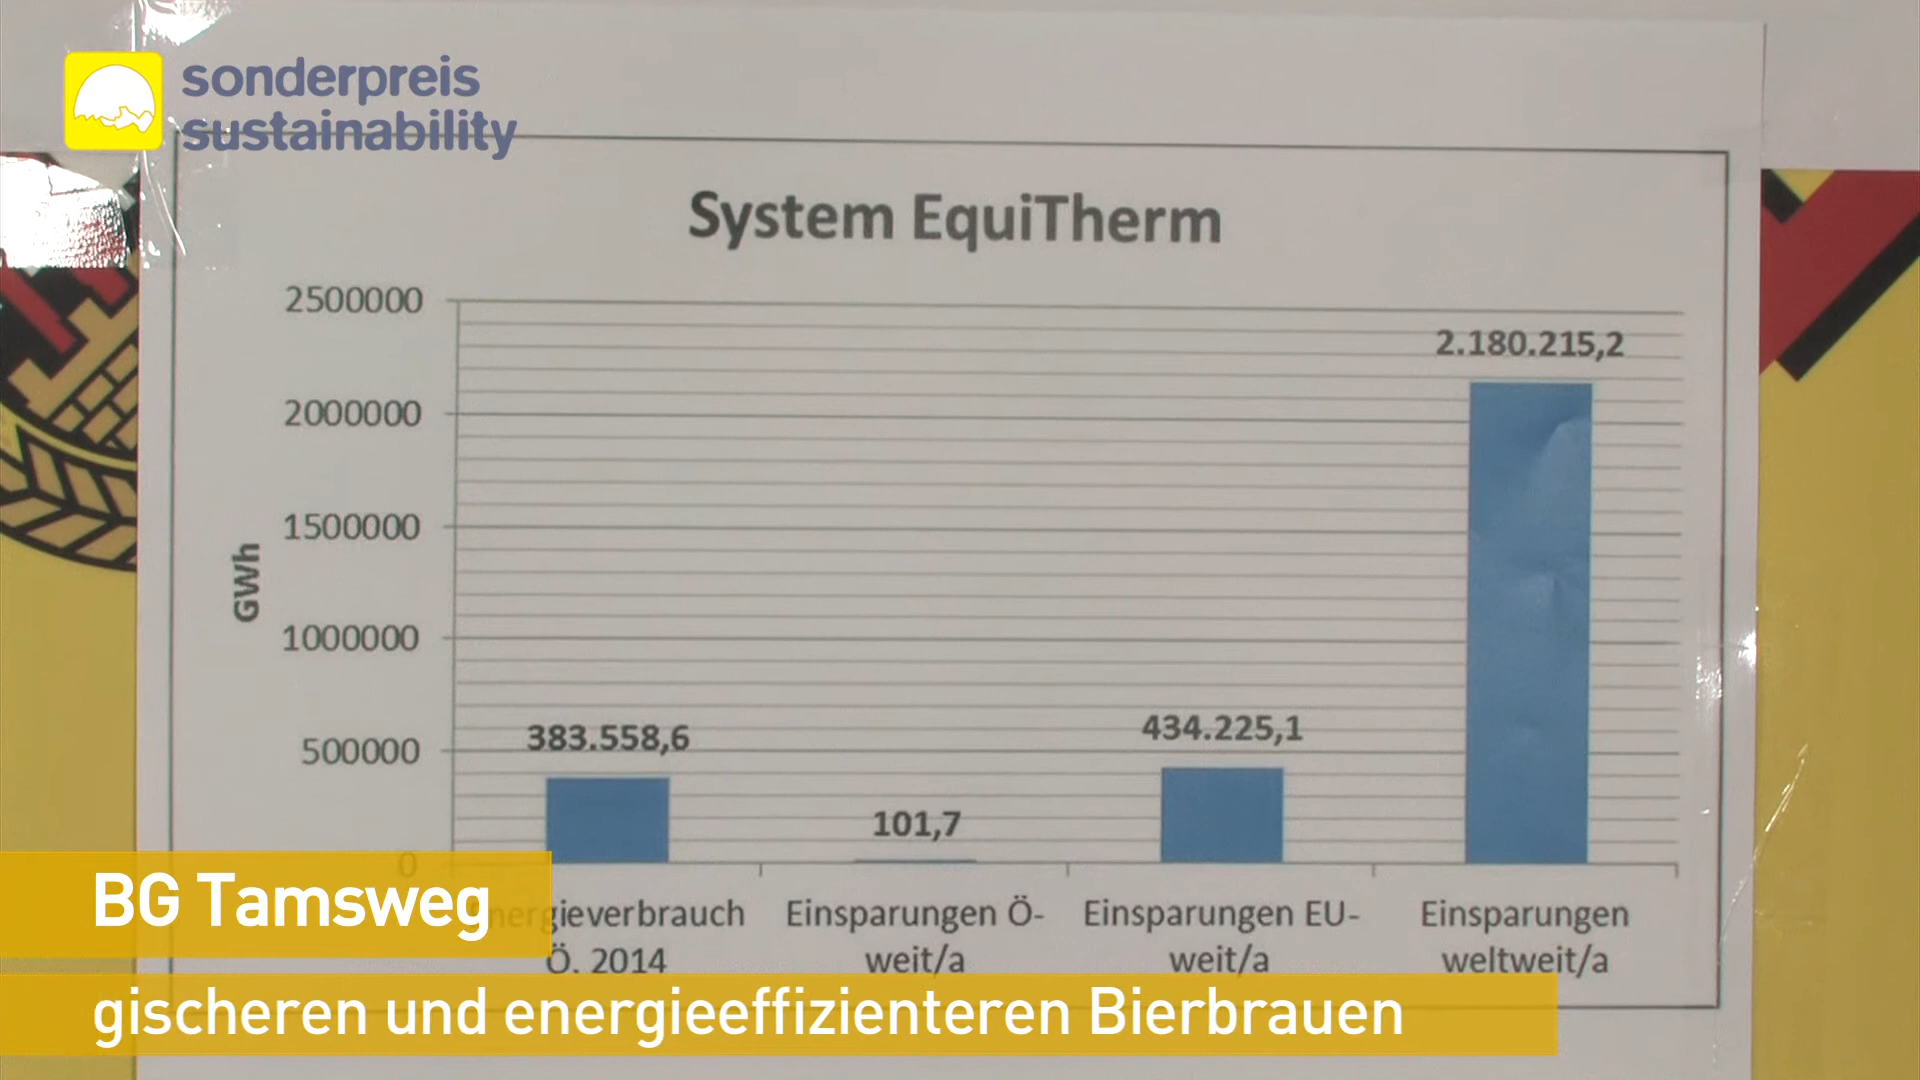 sonderpreis
sustainability
System EquiTherm
2500000
2000000
1500000
1000000
500000
0
GWh
383.558,6
101,7
434.225,1
2.180.215,2
Energieverbrauch
Ö. 2014
Einsparungen Ö-
weit/a
Einsparungen EU-
weit/a
Einsparungen
weltweit/a
BG Tamsweg
gischeren und energieeffizienteren Bierbrauen